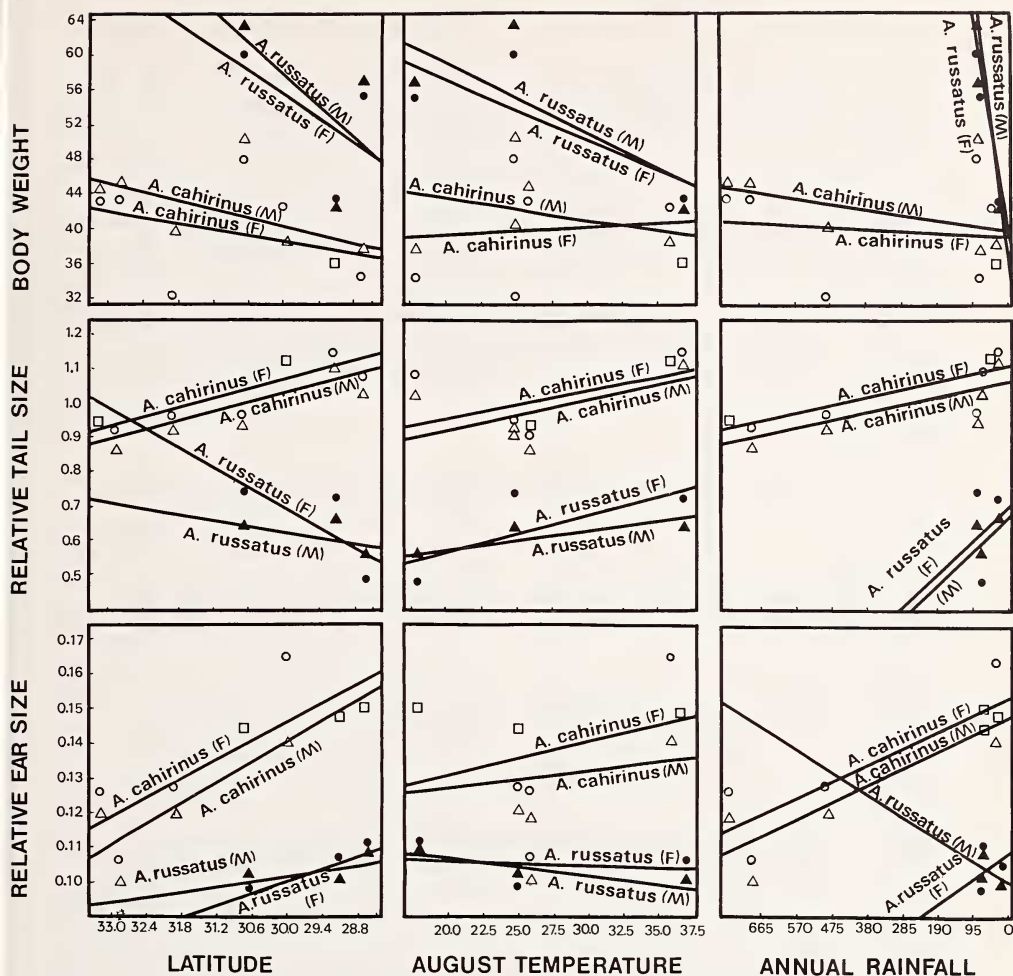 BODY WEIGHT
64
60
56
52
48
44
40
36
32
A. russatus (M)
A. russatus (F)
A. cahirinus (M)
A. cahirinus (F)
A. russatus (M)
A. russatus (F)
A. cahirinus (M)
A. cahirinus (F)
A. russatus (F)
A. russatus (M)
A. cahirinus (M)
A. cahirinus (F)
RELATIVE TAIL SIZE
1.2
1.1
1.0
0.9
0.8
0.7
0.6
0.5
A. cahirinus (F)
A. cahirinus (M)
A. russatus (F)
A. russatus (M)
A. cahirinus (F)
A. cahirinus (M)
A. russatus (F)
A. russatus (M)
A. cahirinus (F)
A. cahirinus (M)
A. russatus
(F)
(M)
RELATIVE EAR SIZE
0.17
0.16
0.15
0.14
0.13
0.12
0.11
0.10
A. cahirinus (F)
A. cahirinus (M)
A. russatus (M)
A. russatus
(F)
A. cahirinus (F)
A. cahirinus (M)
A. russatus (F)
A. russatus (M)
A. cahirinus (F)
A. cahirinus (M)
A. russatus (M)
A. russatus
(F)
33.0 32.4 31.8 31.2 30.6 30.0 29.4 28.8
20.0 22.5 25.0 27.5 30.0 32.5 35.0 37.5
665 570 475 380 285 190 95 0
LATITUDE
AUGUST TEMPERATURE
ANNUAL RAINFALL